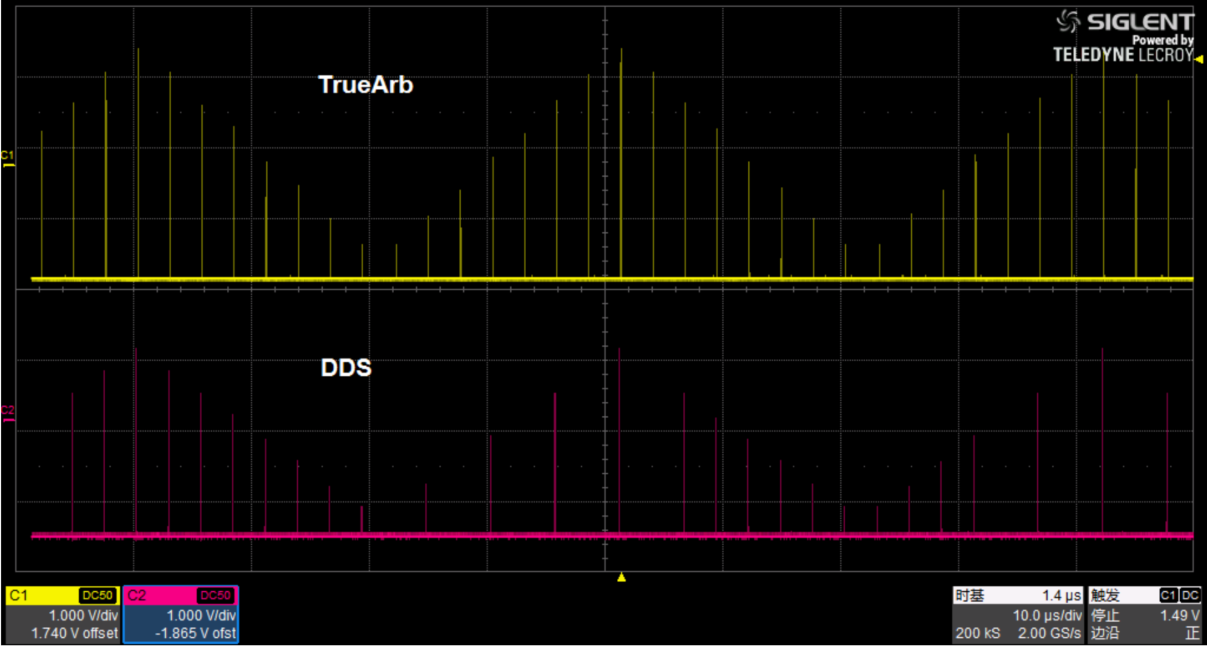 SIGLENT
Powered by
TELEDYNE LECROY
TrueArb
C1
DDS
C2
C1 DC50
1.000 V/div
1.740 V offset
C2 DC50
1.000 V/div
-1.865 V ofst
时基 1.4 µs
10.0 µs/div
200 kS 2.00 GS/s
触发 C1 DC
停止 1.49 V
边沿 正